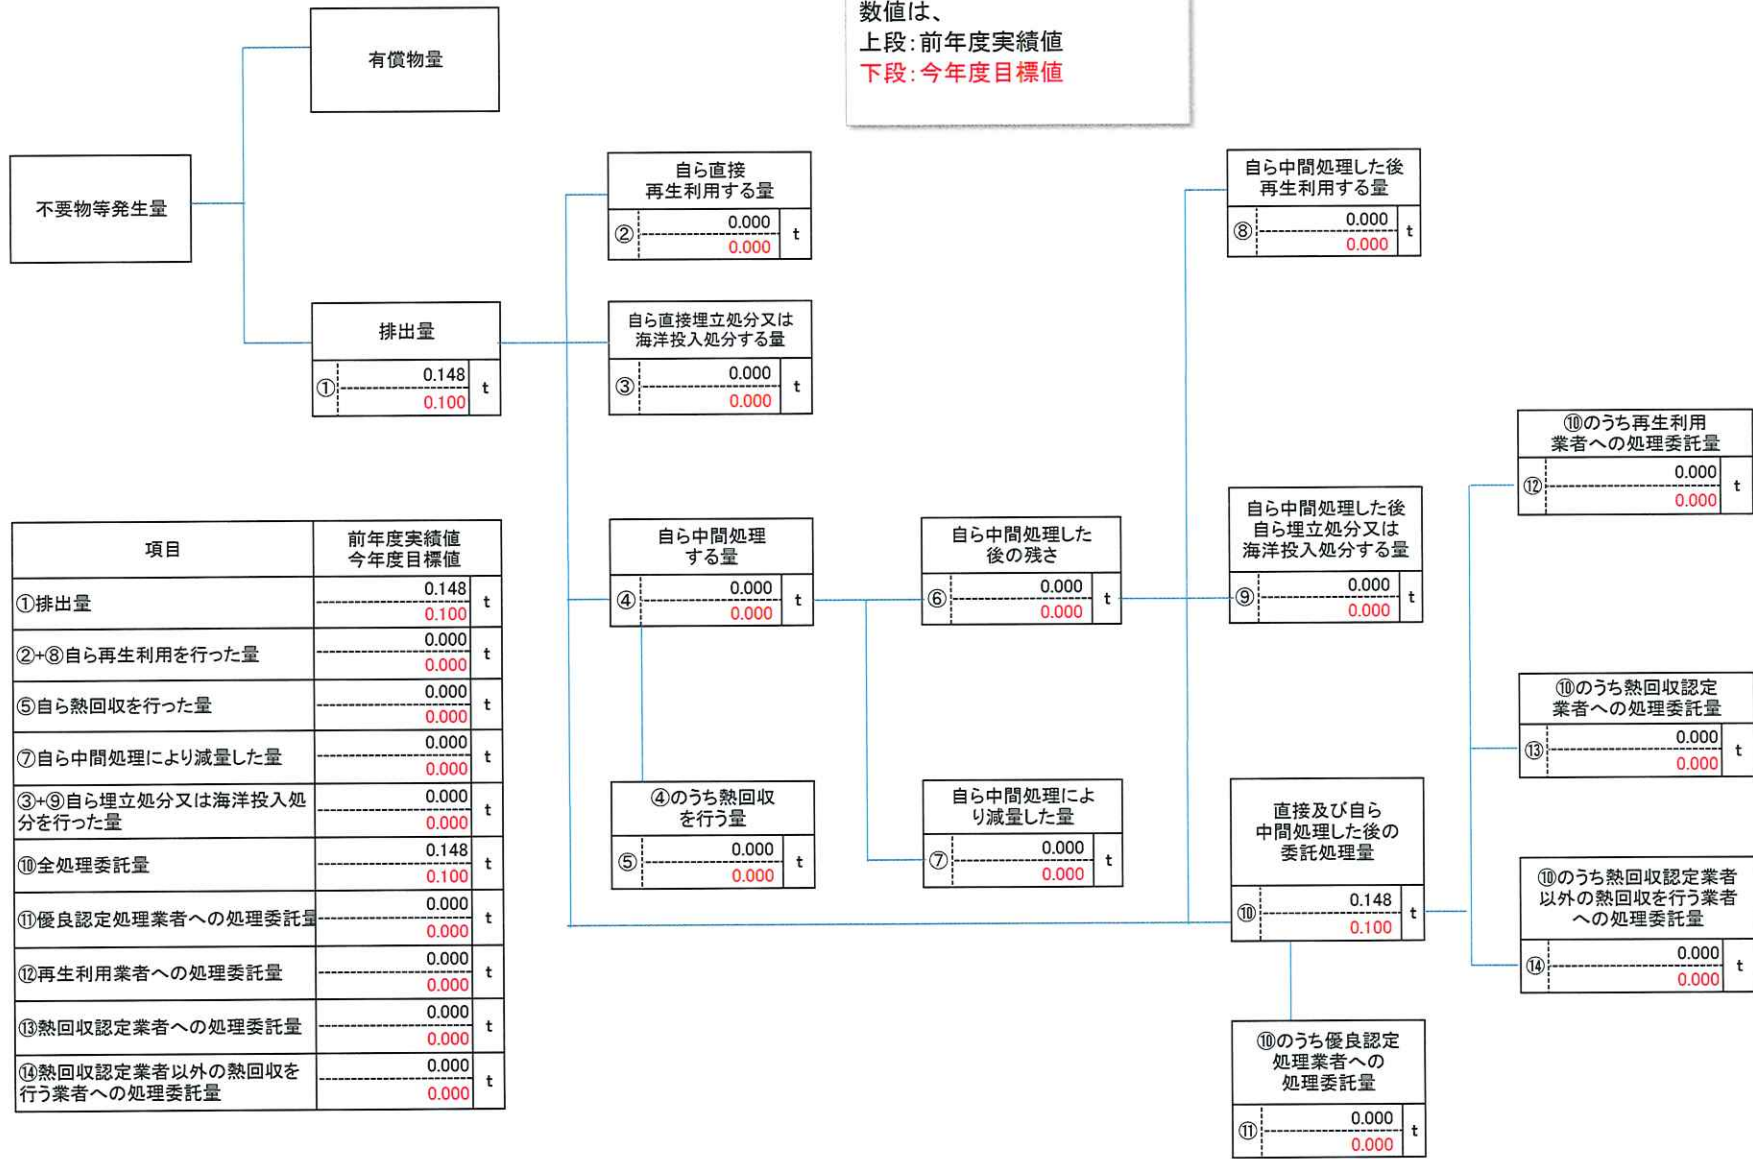 数値は、
上段:前年度実績値
下段:今年度目標値
有償物量
不要物等発生量
排出量
① 0.148 t
0.100
自ら直接
再生利用する量
② 0.000 t
0.000
自ら直接埋立処分又は
海洋投入処分する量
③ 0.000 t
0.000
自ら中間処理
する量
④ 0.000 t
0.000
④のうち熱回収
を行う量
⑤ 0.000 t
0.000
自ら中間処理した
後の残さ
⑥ 0.000 t
0.000
自ら中間処理によ
り減量した量
⑦ 0.000 t
0.000
自ら中間処理した後
再生利用する量
⑧ 0.000 t
0.000
自ら中間処理した後
自ら埋立処分又は
海洋投入処分する量
⑨ 0.000 t
0.000
直接及び自ら
中間処理した後の
委託処理量
⑩ 0.148 t
0.100
⑩のうち優良認定
処理業者への
処理委託量
⑪ 0.000 t
0.000
⑩のうち再生利用
業者への処理委託量
⑫ 0.000 t
0.000
⑩のうち熱回収認定
業者への処理委託量
⑬ 0.000 t
0.000
⑩のうち熱回収認定業者
以外の熱回収を行う業者
への処理委託量
⑭ 0.000 t
0.000
項目 前年度実績値
今年度目標値
①排出量 0.148 t
0.100
②+⑧自ら再生利用を行った量 0.000 t
0.000
⑤自ら熱回収を行った量 0.000 t
0.000
⑦自ら中間処理により減量した量 0.000 t
0.000
③+⑨自ら埋立処分又は海洋投入処 0.000 t
分を行った量 0.000
⑩全処理委託量 0.148 t
0.100
⑪優良認定処理業者への処理委託量 0.000 t
0.000
⑫再生利用業者への処理委託量 0.000 t
0.000
⑬熱回収認定業者への処理委託量 0.000 t
0.000
⑭熱回収認定業者以外の熱回収を 0.000 t
行う業者への処理委託量 0.000